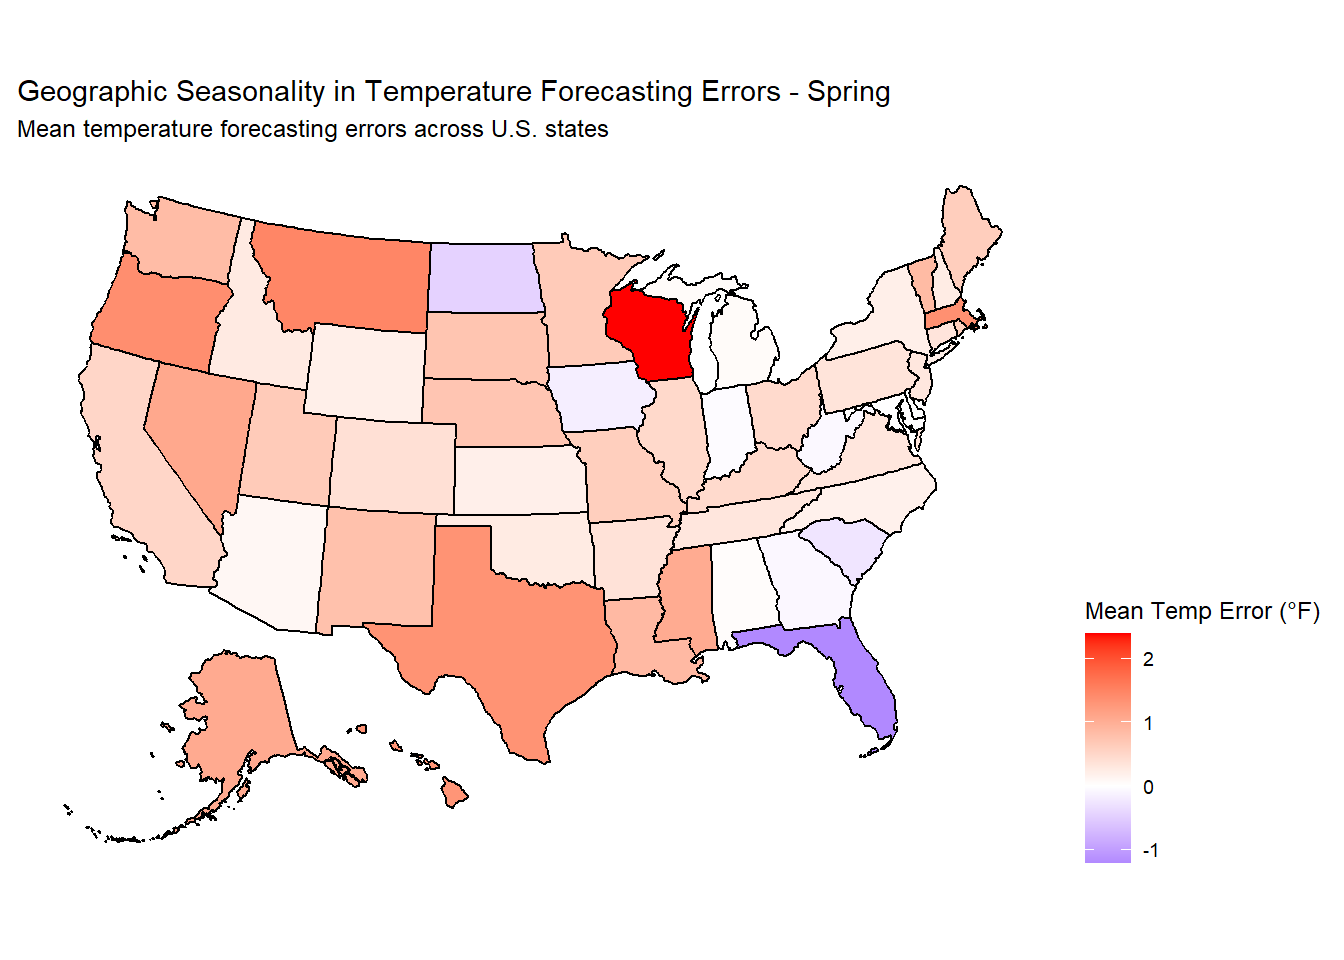 Geographic Seasonality in Temperature Forecasting Errors - Spring
Mean temperature forecasting errors across U.S. states
Mean Temp Error (°F)
2
1
0
-1